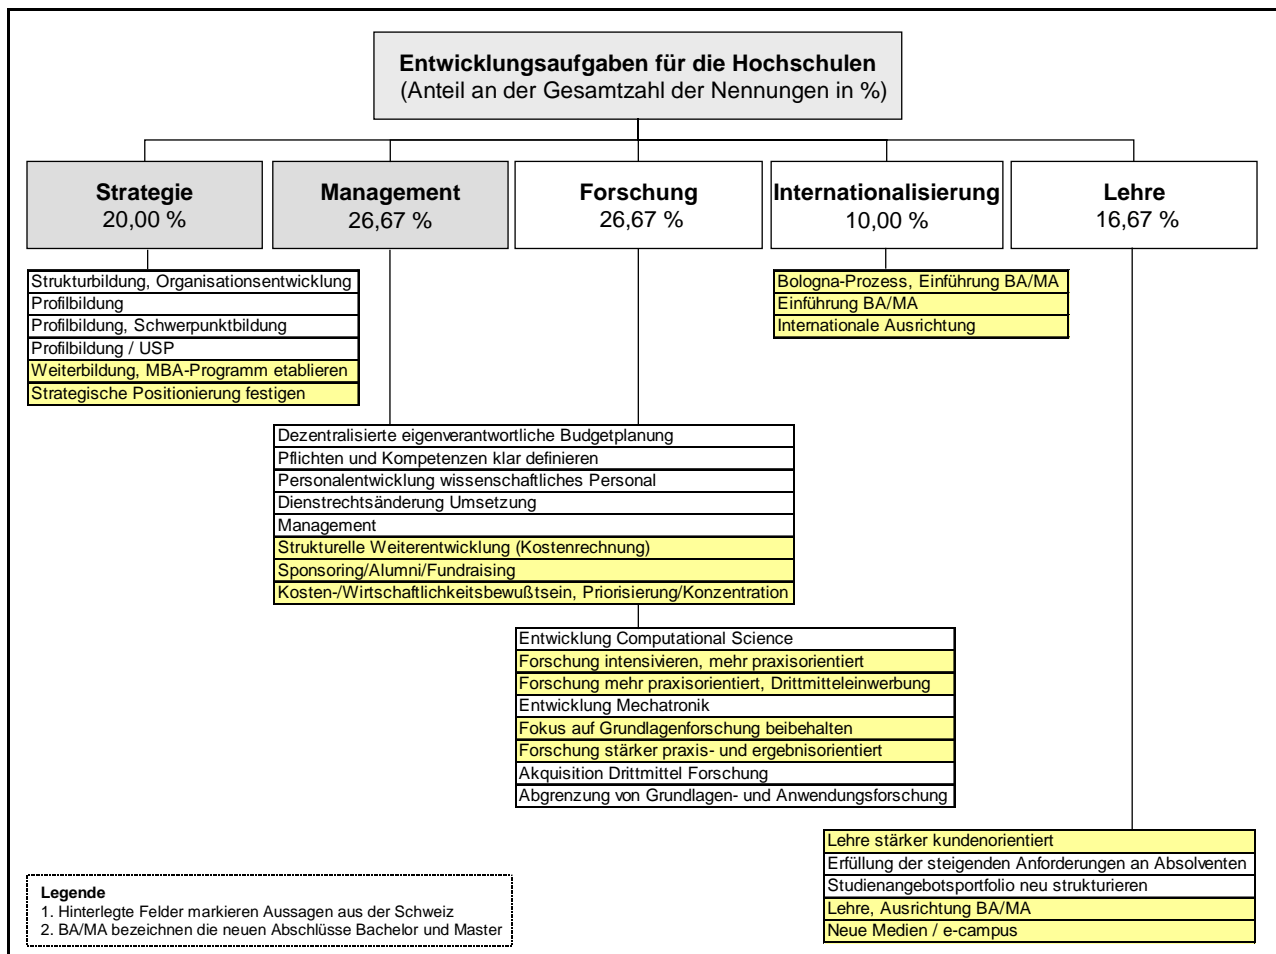 Entwicklungsaufgaben für die Hochschulen
(Anteil an der Gesamtzahl der Nennungen in %)
Strategie
20,00 %
Management
26,67 %
Forschung
26,67 %
Internationalisierung
10,00 %
Lehre
16,67 %
Strukturbildung, Organisationsentwicklung
Profilbildung
Profilbildung, Schwerpunktbildung
Profilbildung / USP
Weiterbildung, MBA-Programm etablieren
Strategische Positionierung festigen
Bologna-Prozess, Einführung BA/MA
Einführung BA/MA
Internationale Ausrichtung
Dezentralisierte eigenverantwortliche Budgetplanung
Pflichten und Kompetenzen klar definieren
Personalentwicklung wissenschaftliches Personal
Dienstrechtsänderung Umsetzung
Management
Strukturelle Weiterentwicklung (Kostenrechnung)
Sponsoring/Alumni/Fundraising
Kosten-/Wirtschaftlichkeitsbewußtsein, Priorisierung/Konzentration
Entwicklung Computational Science
Forschung intensivieren, mehr praxisorientiert
Forschung mehr praxisorientiert, Drittmitteleinwerbung
Entwicklung Mechatronik
Fokus auf Grundlagenforschung beibehalten
Forschung stärker praxis- und ergebnisorientiert
Akquisition Drittmittel Forschung
Abgrenzung von Grundlagen- und Anwendungsforschung
Lehre stärker kundenorientiert
Erfüllung der steigenden Anforderungen an Absolventen
Studienangebotsportfolio neu strukturieren
Lehre, Ausrichtung BA/MA
Neue Medien / e-campus
Legende
1. Hinterlegte Felder markieren Aussagen aus der Schweiz
2. BA/MA bezeichnen die neuen Abschlüsse Bachelor und Master